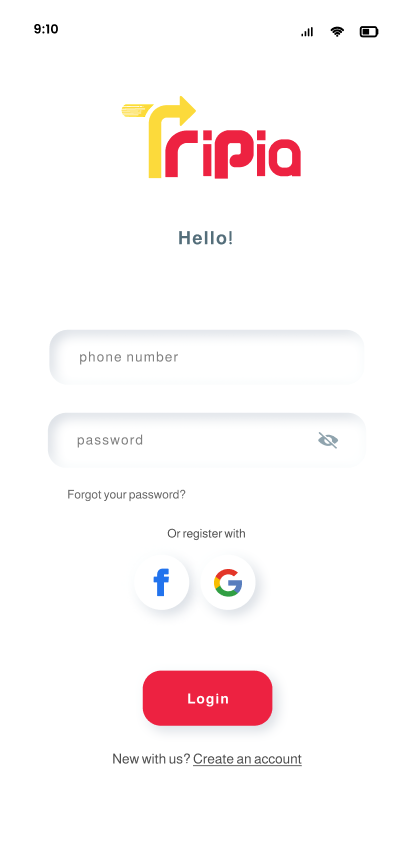 9:10
Tripia
Hello!
phone number
password
Forgot your password?
Or register with
f
G
Login
New with us? Create an account